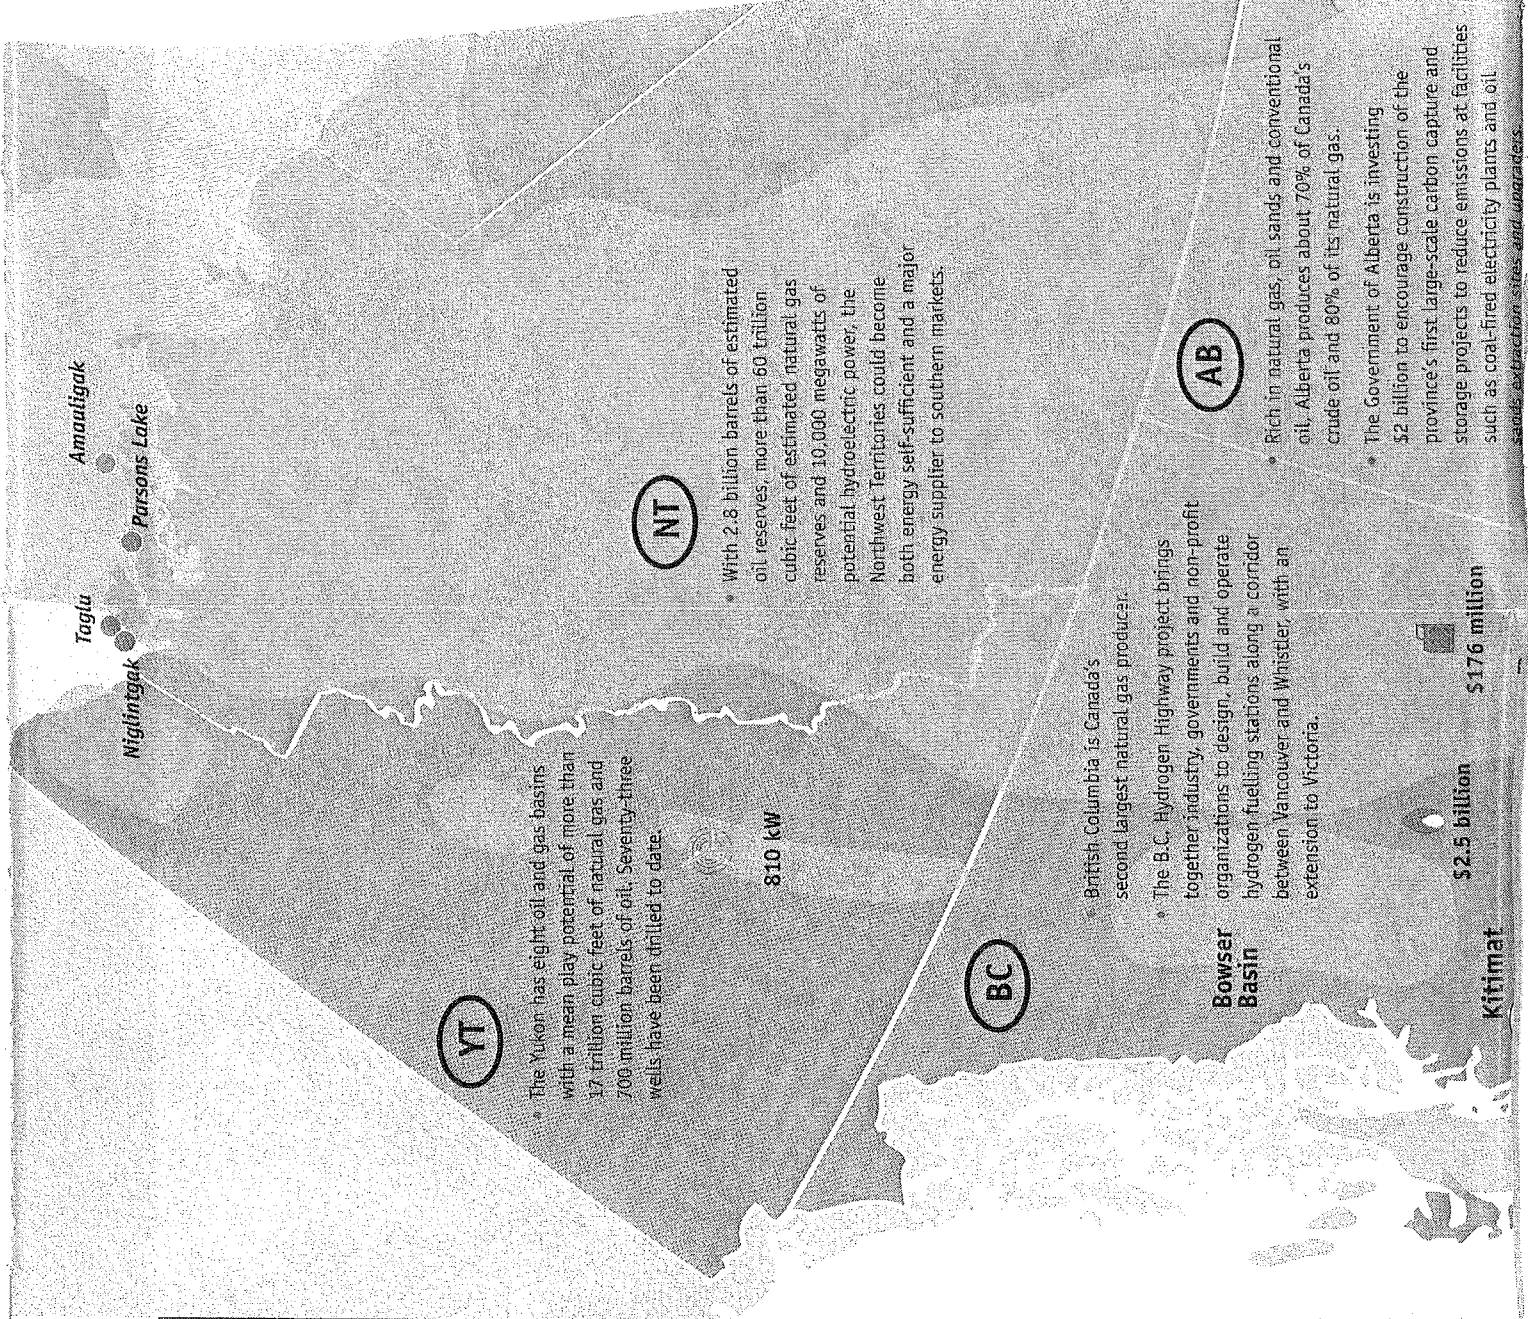 Amauligak
Parsons Lake
Taglu
Niglintgak
YT
• The Yukon has eight oil and gas basins
with a mean play potential of more than
17 trillion cubic feet of natural gas and
700 million barrels of oil. Seventy-three
wells have been drilled to date.
810 kW
NT
• With 2.8 billion barrels of estimated
oil reserves, more than 60 trillion
cubic feet of estimated natural gas
reserves and 10,000 megawatts of
potential hydroelectric power, the
Northwest Territories could become
both energy self-sufficient and a major
energy supplier to southern markets.
BC
• British Columbia is Canada's
second largest natural gas producer.
• The B.C. Hydrogen Highway project brings
together industry, governments and non-profit
organizations to design, build and operate
hydrogen fuelling stations along a corridor
between Vancouver and Whistler, with an
extension to Victoria.
Bowser
Basin
Kitimat
$2.5 billion
$176 million
AB
• Rich in natural gas, oil sands and conventional
oil, Alberta produces about 70% of Canada's
crude oil and 80% of its natural gas.
• The Government of Alberta is investing
$2 billion to encourage construction of the
province's first large-scale carbon capture and
storage projects to reduce emissions at facilities
such as coal-fired electricity plants and oil
sands extraction sites and upgraders.